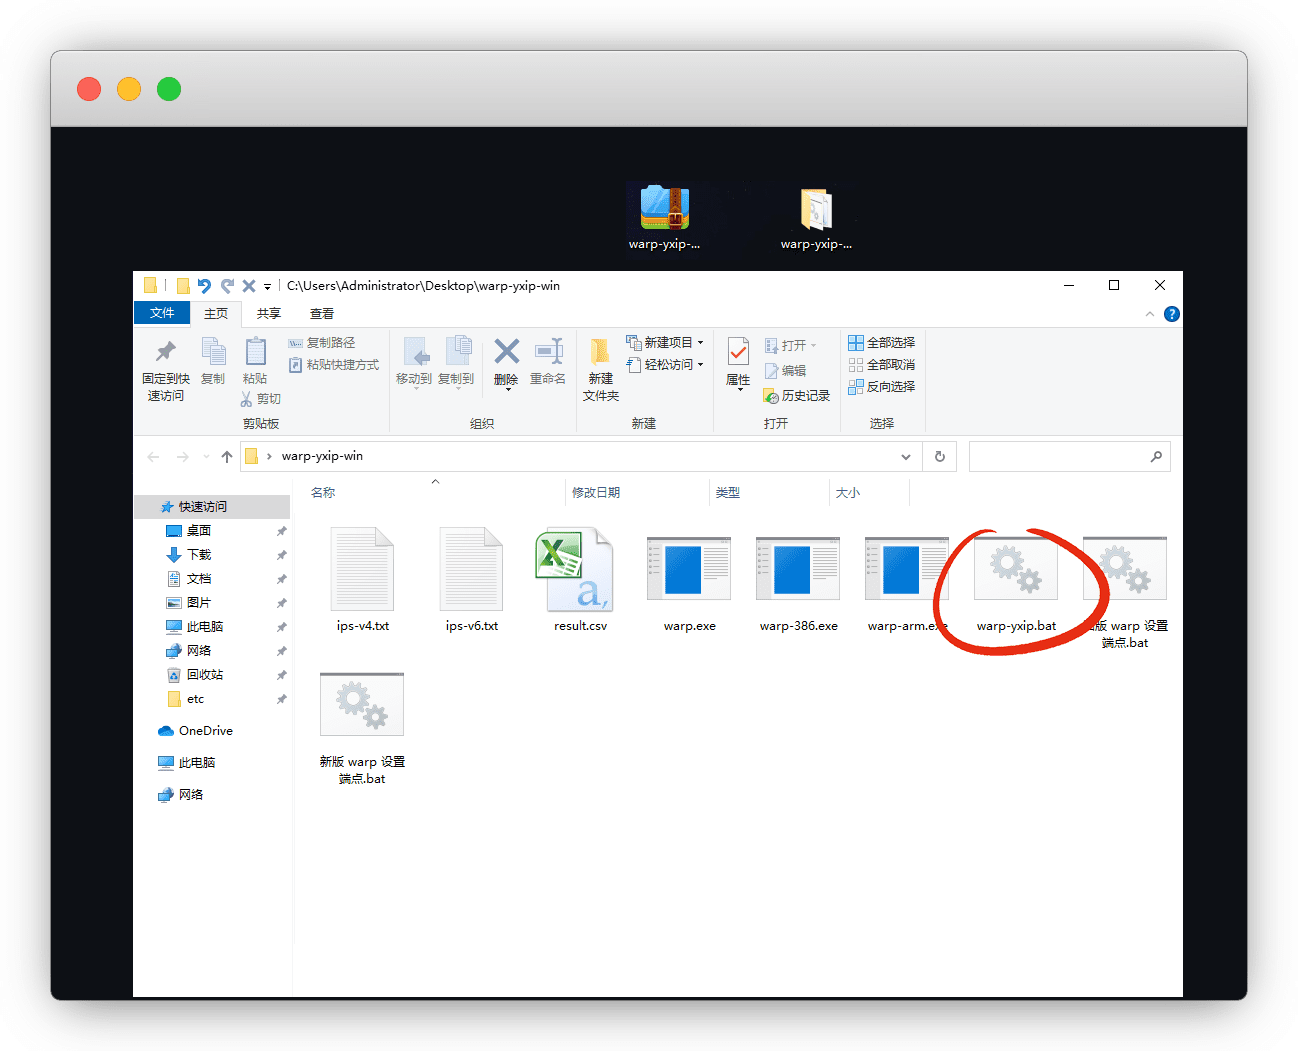 warp-yxip-...
warp-yxip-...
C:\Users\Administrator\Desktop\warp-yxip-win
文件
主页
共享
查看
固定到快
速访问
复制
粘贴
复制路径
粘贴快捷方式
剪切
剪贴板
移动到
复制到
删除
重命名
组织
新建
文件夹
新建项目
轻松访问
新建
属性
打开
编辑
历史记录
打开
全部选择
全部取消
反向选择
选择
warp-yxip-win
名称
修改日期
类型
大小
快速访问
桌面
下载
文档
图片
此电脑
网络
回收站
etc
OneDrive
此电脑
网络
ips-v4.txt
ips-v6.txt
result.csv
warp.exe
warp-386.exe
warp-arm.exe
warp-yxip.bat
版 warp 设置
端点.bat
新版 warp 设置
端点.bat